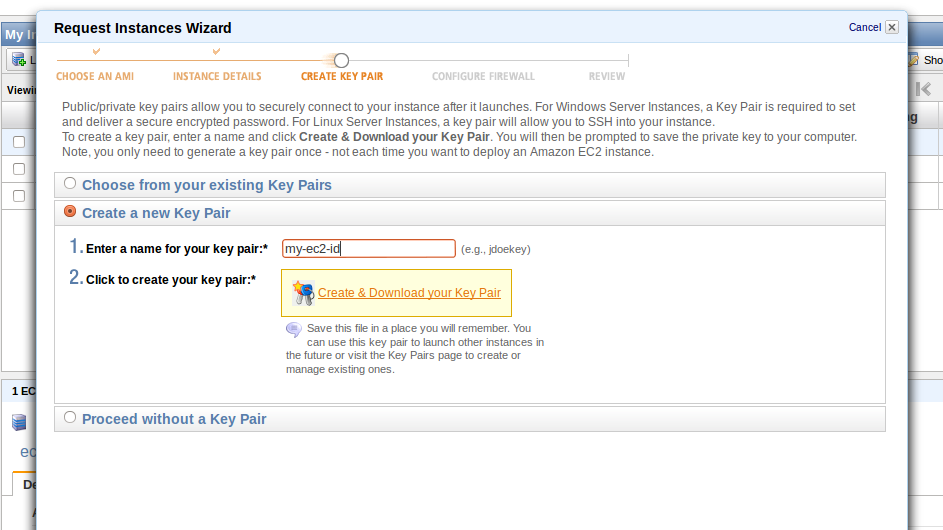 Request Instances Wizard
Cancel
My In
L
Sho
CHOOSE AN AMI
INSTANCE DETAILS
CREATE KEY PAIR
CONFIGURE FIREWALL
REVIEW
Viewi
ng
Public/private key pairs allow you to securely connect to your instance after it launches. For Windows Server Instances, a Key Pair is required to set
and deliver a secure encrypted password. For Linux Server Instances, a key pair will allow you to SSH into your instance.
To create a key pair, enter a name and click Create & Download your Key Pair. You will then be prompted to save the private key to your computer.
Note, you only need to generate a key pair once - not each time you want to deploy an Amazon EC2 instance.
Choose from your existing Key Pairs
Create a new Key Pair
1. Enter a name for your key pair:* my-ec2-id (e.g., jdoekey)
2. Click to create your key pair:*
Create & Download your Key Pair
Save this file in a place you will remember. You
can use this key pair to launch other instances in
the future or visit the Key Pairs page to create or
manage existing ones.
1 EC
Proceed without a Key Pair
ec
De